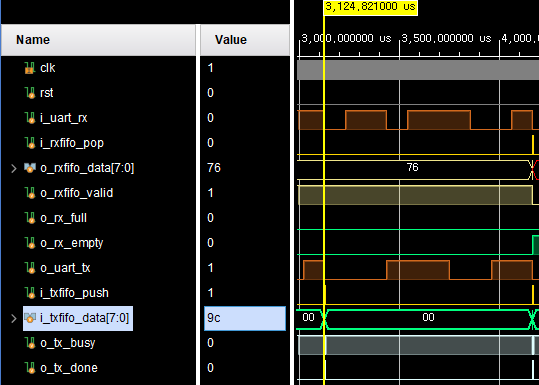 3,124,821000 us
Name Value 3,000,000000 us 3,500,000000 us 4,000,
clk 1
rst 0
i_uart_rx 0
i_rxfifo_pop 0
o_rxfifo_data[7:0] 76 76
o_rxfifo_valid 1
o_rx_full 0
o_rx_empty 0
o_uart_tx 1
i_txfifo_push 1
i_txfifo_data[7:0] 9c 00 00
o_tx_busy 0
o_tx_done 0